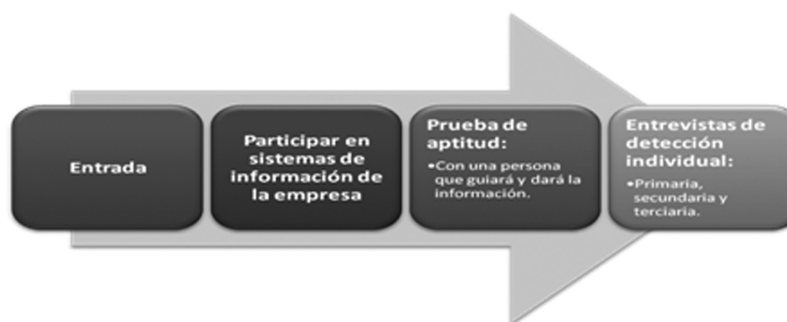 Entrada
Participar en
sistemas de
información de
la empresa
Prueba de
aptitud:
•Con una persona
que guiará y dará la
información.
Entrevistas de
detección
individual:
•Primaria,
secundaria y
terciaria.